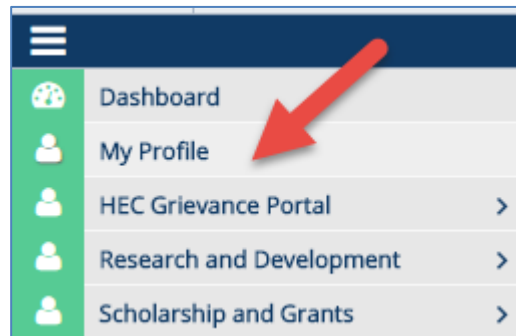 Dashboard
My Profile
HEC Grievance Portal
Research and Development
Scholarship and Grants